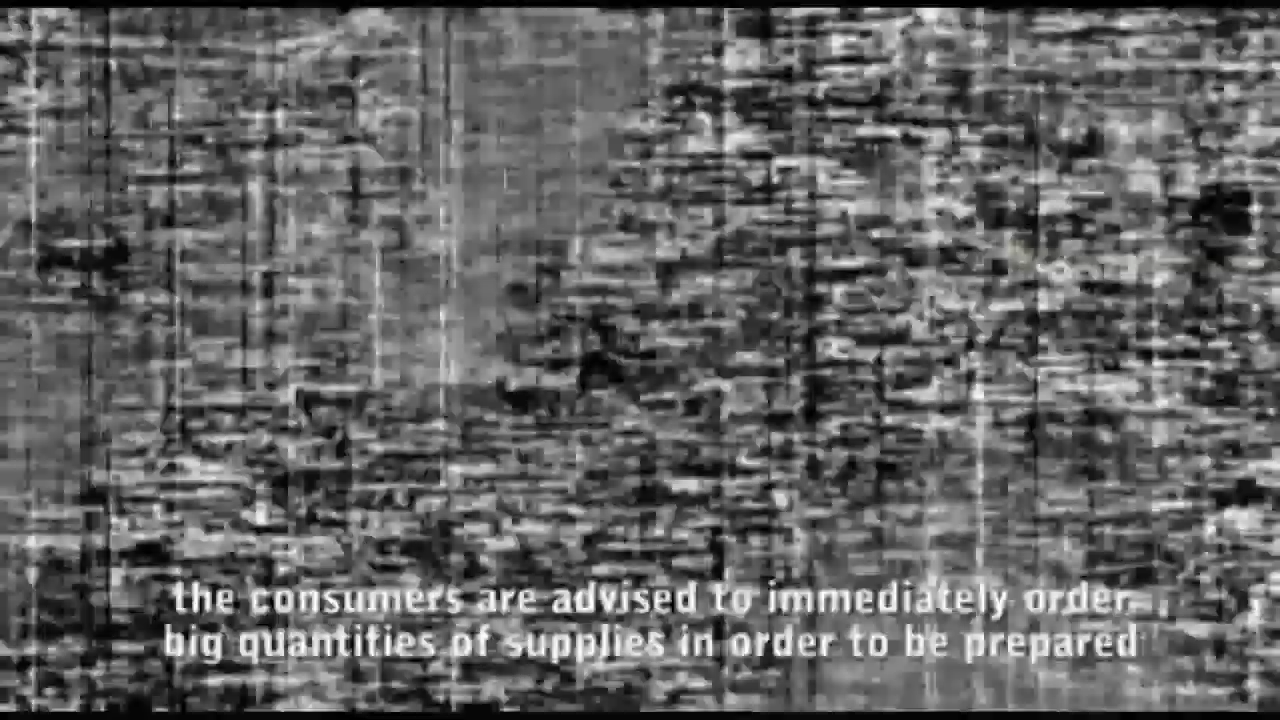 the consumers are advised to immediately order
big quantities of supplies in order to be prepared